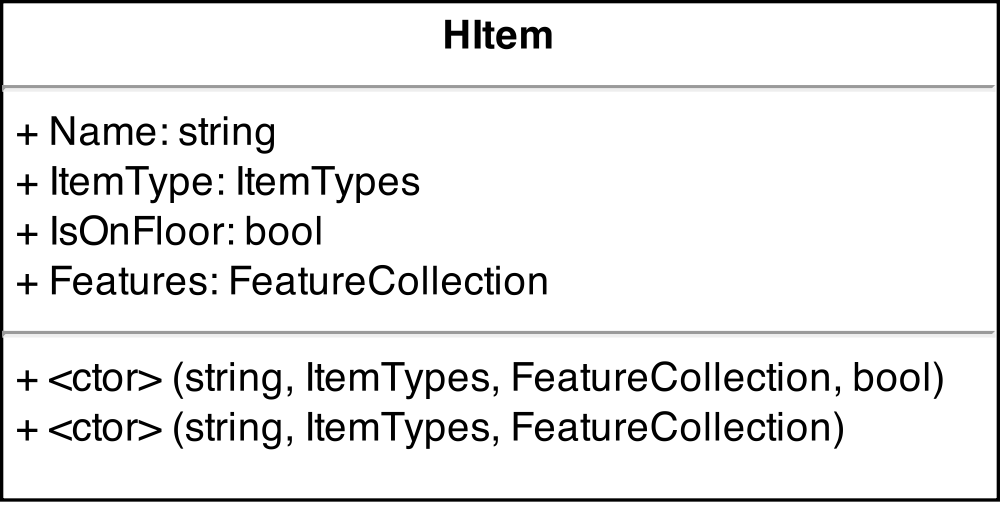 HItem
+ Name: string
+ ItemType: ItemTypes
+ IsOnFloor: bool
+ Features: FeatureCollection
+ <ctor> (string, ItemTypes, FeatureCollection, bool)
+ <ctor> (string, ItemTypes, FeatureCollection)